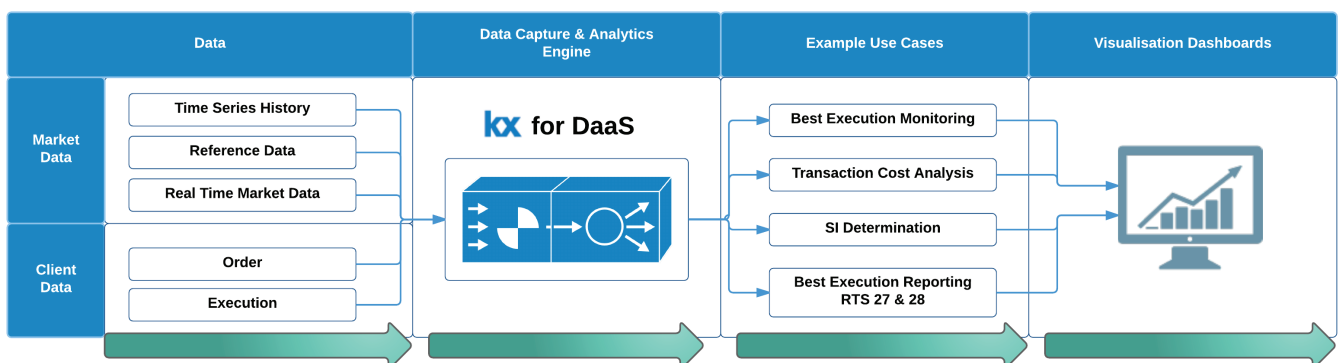 Data
Data Capture & Analytics
Engine
Example Use Cases
Visualisation Dashboards
Market
Data
Time Series History
Reference Data
Real Time Market Data
Client
Data
Order
Execution
kx for DaaS
Best Execution Monitoring
Transaction Cost Analysis
SI Determination
Best Execution Reporting
RTS 27 & 28